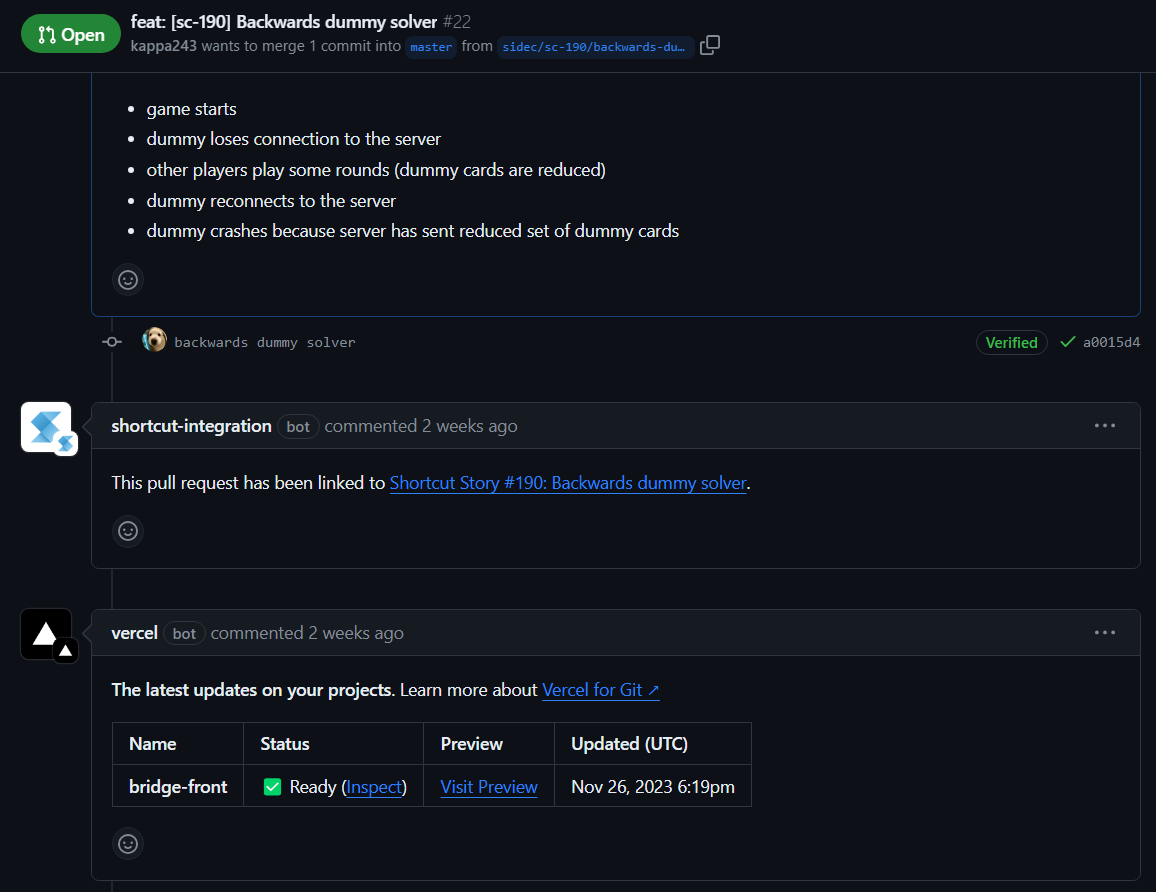 Open
feat: [sc-190] Backwards dummy solver #22
kappa243 wants to merge 1 commit into master from sidec/sc-190/backwards-du...
• game starts
• dummy loses connection to the server
• other players play some rounds (dummy cards are reduced)
• dummy reconnects to the server
• dummy crashes because server has sent reduced set of dummy cards
backwards dummy solver Verified a0015d4
shortcut-integration bot commented 2 weeks ago
This pull request has been linked to Shortcut Story #190: Backwards dummy solver.
vercel bot commented 2 weeks ago
The latest updates on your projects. Learn more about Vercel for Git ↗
Name Status Preview Updated (UTC)
bridge-front ✅ Ready (Inspect) Visit Preview Nov 26, 2023 6:19pm